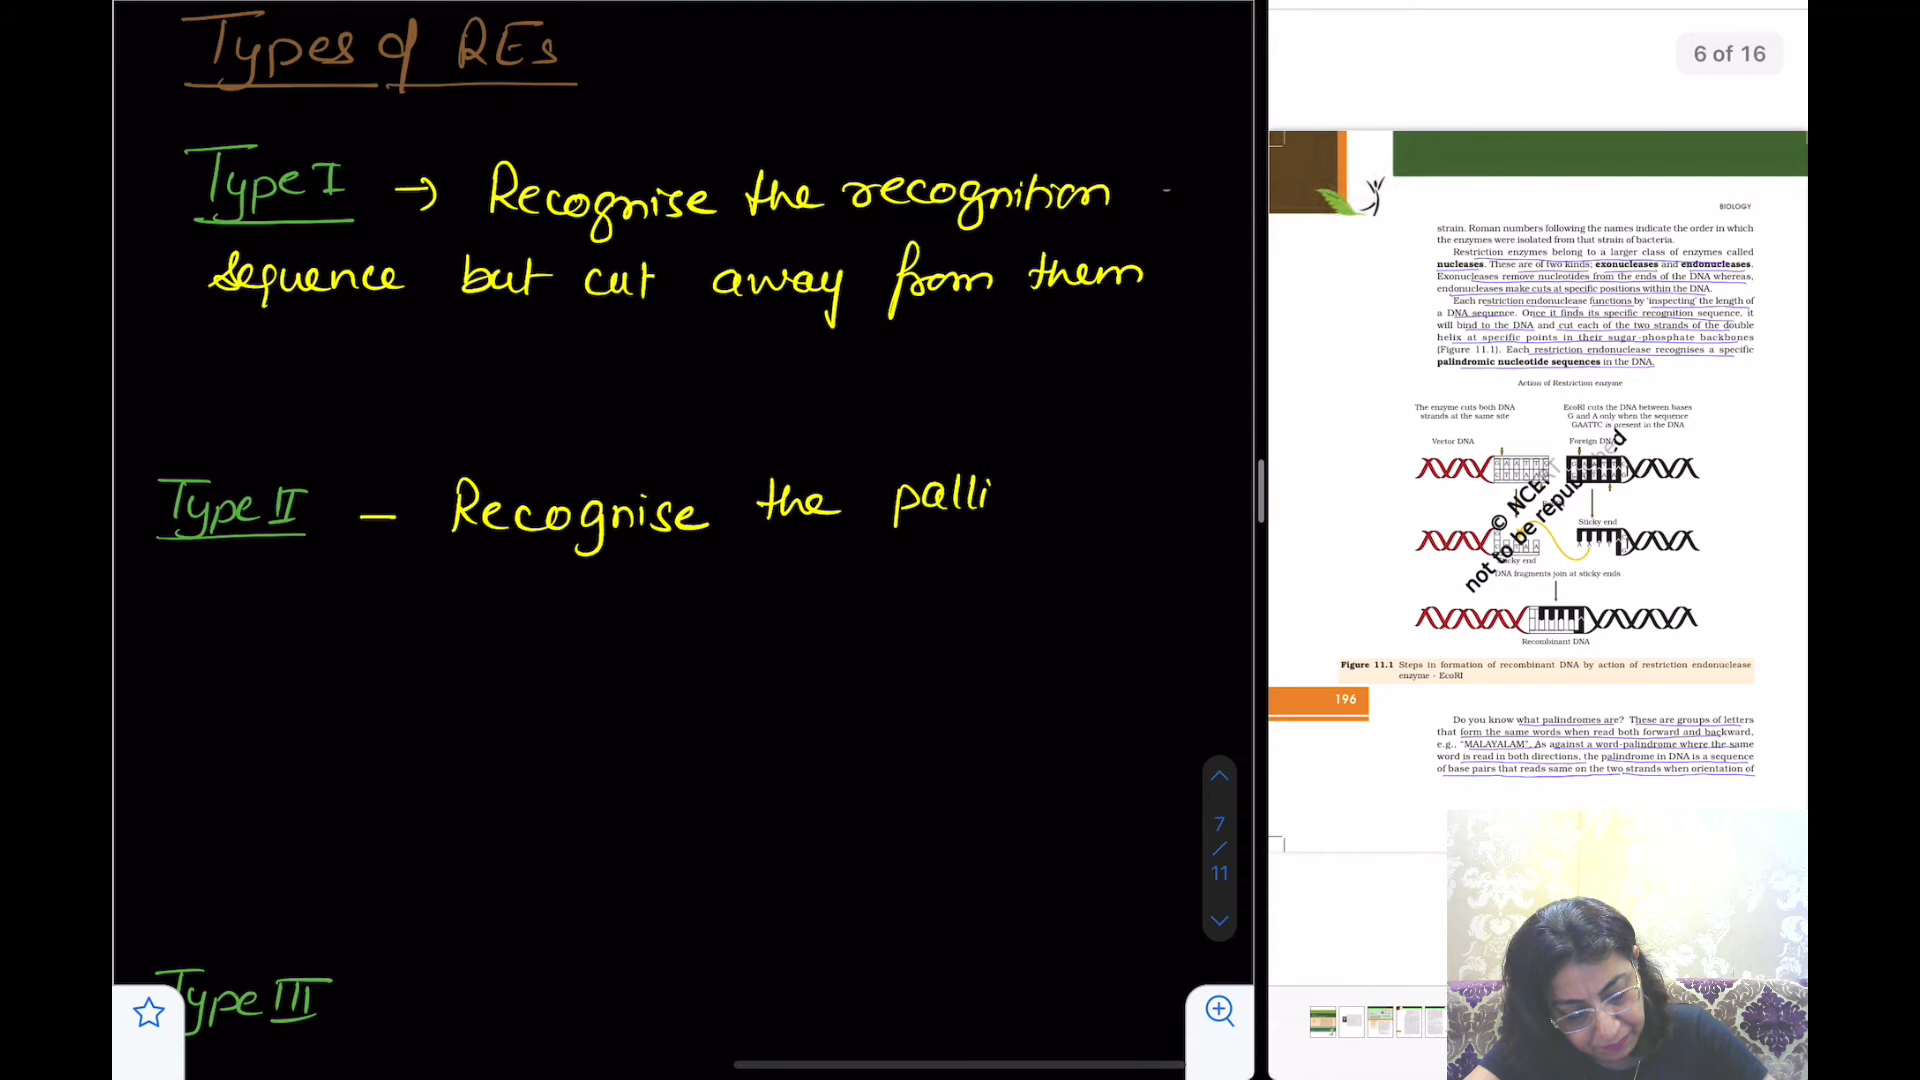 Types of REs
Type I → Recognise the recognition
sequence but cut away from them
Type II – Recognise the palli
Type III
7
/
11
6 of 16
BIOLOGY
strain. Roman numbers following the names indicate the order in which
the enzymes were isolated from that strain of bacteria.
Restriction enzymes belong to a larger class of enzymes called
nucleases. These are of two kinds; exonucleases and endonucleases.
Exonucleases remove nucleotides from the ends of the DNA whereas,
endonucleases make cuts at specific positions within the DNA.
Each restriction endonuclease functions by 'inspecting' the length of
a DNA sequence. Once it finds its specific recognition sequence, it
will bind to the DNA and cut each of the two strands of the double
helix at specific points in their sugar-phosphate backbones
(Figure 11.1). Each restriction endonuclease recognises a specific
palindromic nucleotide sequences in the DNA.
Action of Restriction enzyme
The enzyme cuts both DNA
strands at the same site
EcoRI cuts the DNA between bases
G and A only when the sequence
GAATTC is present in the DNA
Vector DNA
Foreign DNA
© NCERT
not to be republished
Sticky end
Sticky end
DNA fragments join at sticky ends
Recombinant DNA
Figure 11.1 Steps in formation of recombinant DNA by action of restriction endonuclease
enzyme - EcoRI
196
Do you know what palindromes are? These are groups of letters
that form the same words when read both forward and backward,
e.g., "MALAYALAM". As against a word-palindrome where the same
word is read in both directions, the palindrome in DNA is a sequence
of base pairs that reads same on the two strands when orientation of